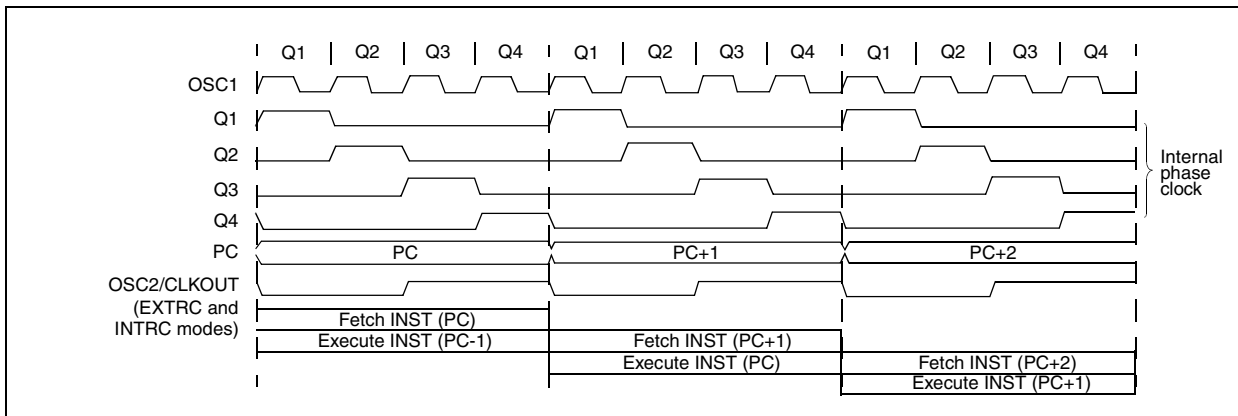 Q1 Q2 Q3 Q4 Q1 Q2 Q3 Q4 Q1 Q2 Q3 Q4
OSC1
Q1
Q2
Q3
Q4
Internal
phase
clock
PC
PC
PC+1
PC+2
OSC2/CLKOUT
(EXTRC and
INTRC modes)
Fetch INST (PC)
Execute INST (PC-1)
Fetch INST (PC+1)
Execute INST (PC)
Fetch INST (PC+2)
Execute INST (PC+1)